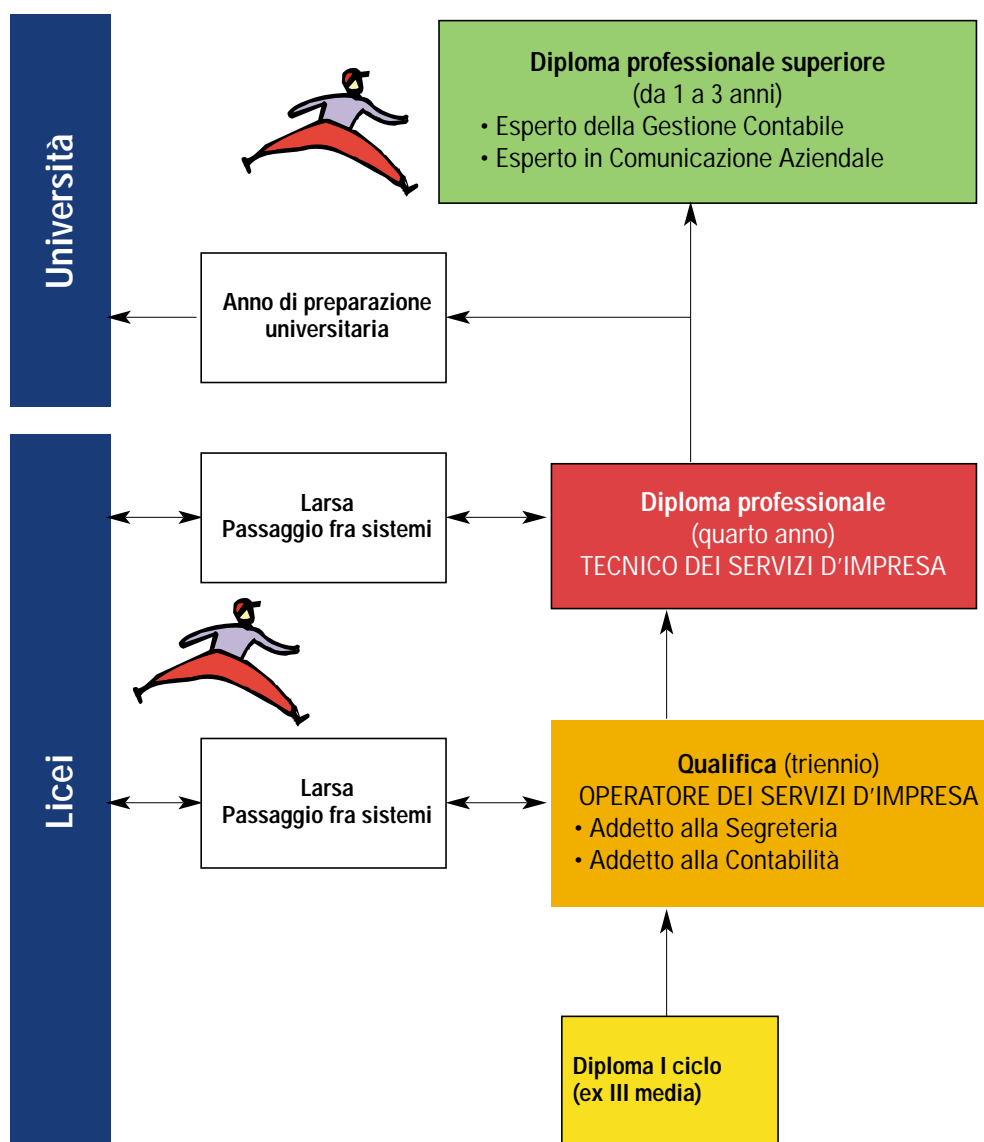 Università
Diploma professionale superiore
(da 1 a 3 anni)
• Esperto della Gestione Contabile
• Esperto in Comunicazione Aziendale
Anno di preparazione
universitaria
Licei
Larsa
Passaggio fra sistemi
Diploma professionale
(quarto anno)
TECNICO DEI SERVIZI D'IMPRESA
Larsa
Passaggio fra sistemi
Qualifica (triennio)
OPERATORE DEI SERVIZI D'IMPRESA
• Addetto alla Segreteria
• Addetto alla Contabilità
Diploma I ciclo
(ex III media)